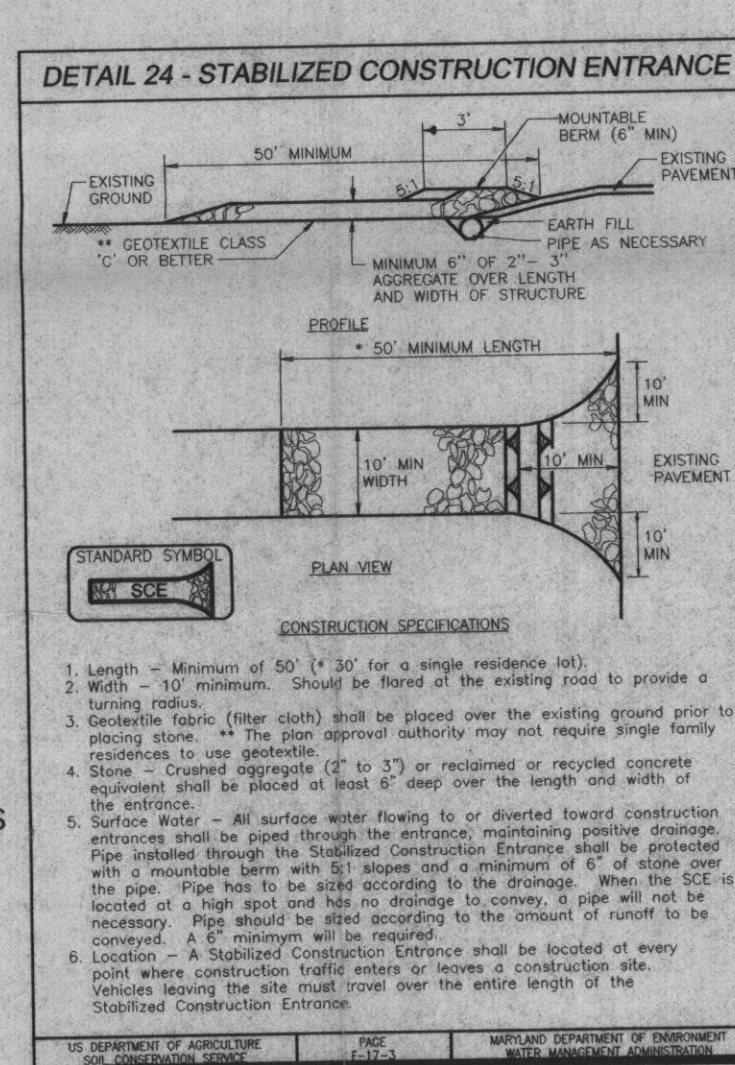 DETAIL 24 - STABILIZED CONSTRUCTION ENTRANCE
3'
MOUNTABLE
BERM (6" MIN)
50' MINIMUM
EXISTING
PAVEMENT
EXISTING
GROUND
5:1
5:1
EARTH FILL
PIPE AS NECESSARY
** GEOTEXTILE CLASS
'C' OR BETTER
MINIMUM 6" OF 2"- 3"
AGGREGATE OVER LENGTH
AND WIDTH OF STRUCTURE
PROFILE
* 50' MINIMUM LENGTH
10'
MIN
10' MIN
WIDTH
10' MIN
EXISTING
PAVEMENT
10'
MIN
STANDARD SYMBOL
SCE
PLAN VIEW
CONSTRUCTION SPECIFICATIONS
1. Length – Minimum of 50' (* 30' for a single residence lot).
2. Width – 10' minimum. Should be flared at the existing road to provide a
turning radius.
3. Geotextile fabric (filter cloth) shall be placed over the existing ground prior to
placing stone. ** The plan approval authority may not require single family
residences to use geotextile.
4. Stone – Crushed aggregate (2" to 3") or reclaimed or recycled concrete
equivalent shall be placed at least 6" deep over the length and width of
the entrance.
S
5. Surface Water – All surface water flowing to or diverted toward construction
entrances shall be piped through the entrance, maintaining positive drainage.
Pipe installed through the Stabilized Construction Entrance shall be protected
with a mountable berm with 5:1 slopes and a minimum of 6" of stone over
the pipe. Pipe has to be sized according to the drainage. When the SCE is
located at a high spot and has no drainage to convey, a pipe will not be
necessary. Pipe should be sized according to the amount of runoff to be
conveyed. A 6" minimym will be required.
6. Location – A Stabilized Construction Entrance shall be located at every
point where construction traffic enters or leaves a construction site.
Vehicles leaving the site must travel over the entire length of the
Stabilized Construction Entrance.
US DEPARTMENT OF AGRICULTURE
SOIL CONSERVATION SERVICE
PAGE
F-17-3
MARYLAND DEPARTMENT OF ENVIRONMENT
WATER MANAGEMENT ADMINISTRATION